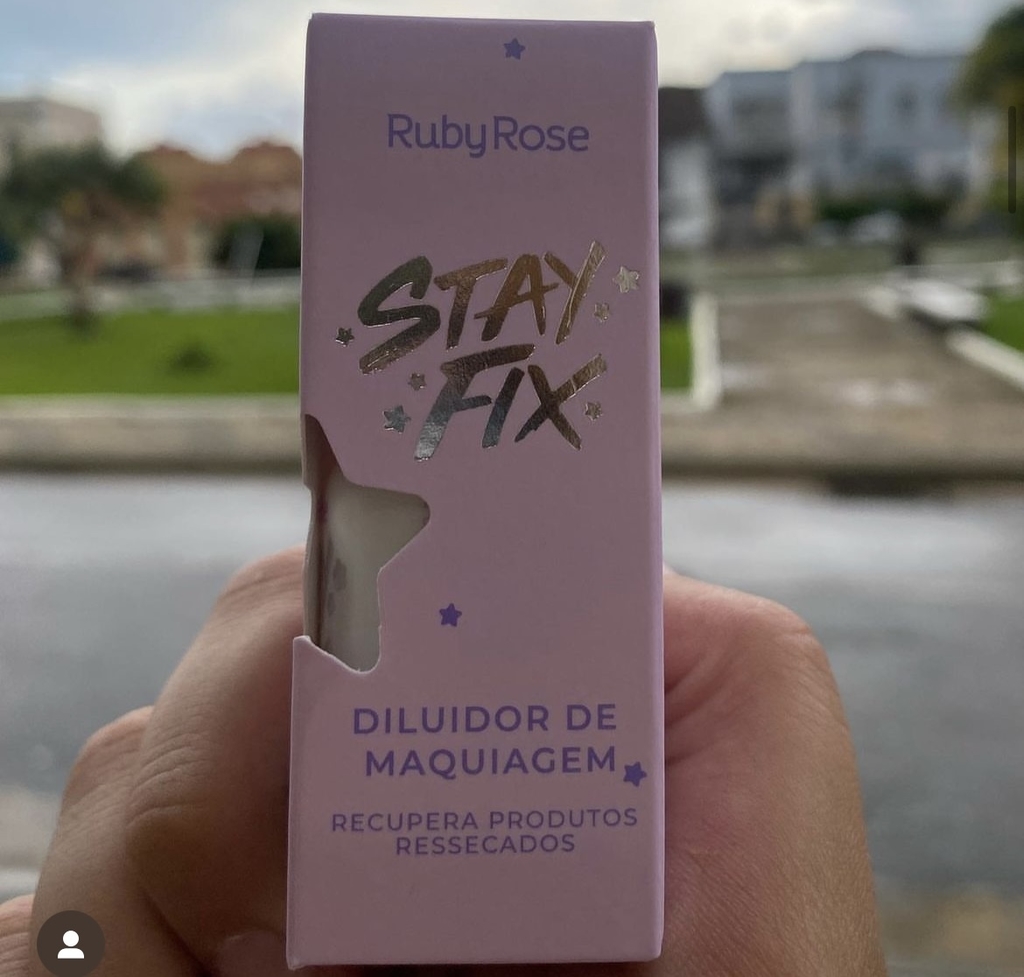 RubyRose
STAY
FIX
DILUIDOR DE
MAQUIAGEM
RECUPERA PRODUTOS
RESSECADOS